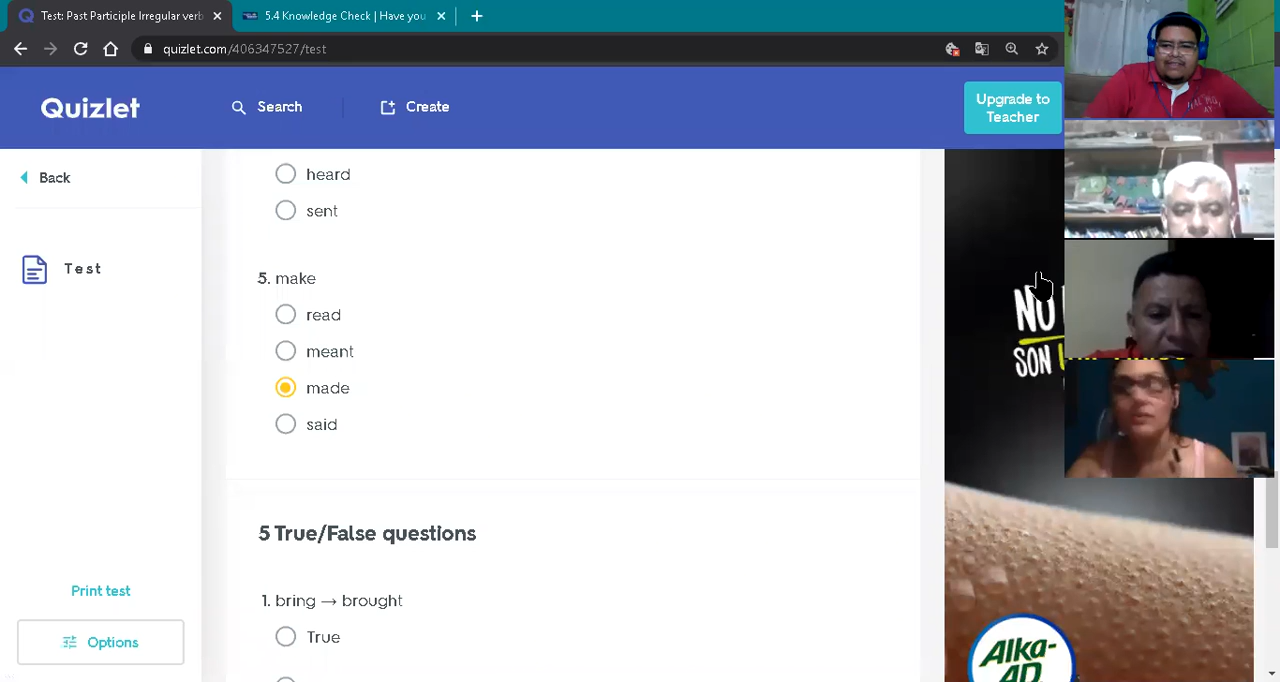 Test: Past Participle Irregular verb
5.4 Knowledge Check | Have you
quizlet.com/406347527/test
Quizlet
Search
Create
Upgrade to
Teacher
Back
Test
Print test
Options
heard
sent
5. make
read
meant
made
said
5 True/False questions
1. bring → brought
True
NO
SON
Alka-
AD